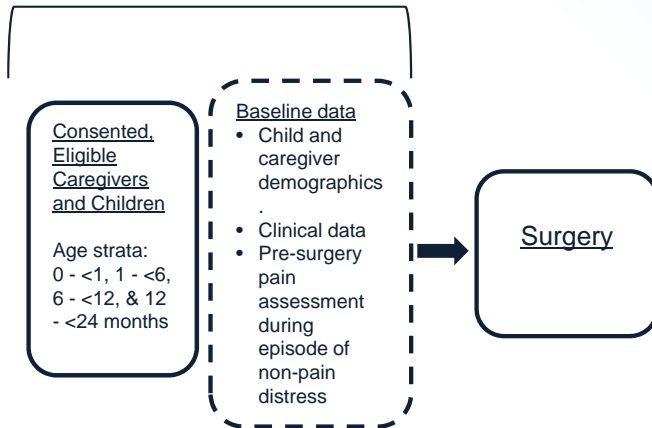 Consented,
Eligible
Caregivers
and Children
Age strata:
0 - <1, 1 - <6,
6 - <12, & 12
- <24 months
Baseline data
• Child and
caregiver
demographics
.
• Clinical data
• Pre-surgery
pain
assessment
during
episode of
non-pain
distress
Surgery